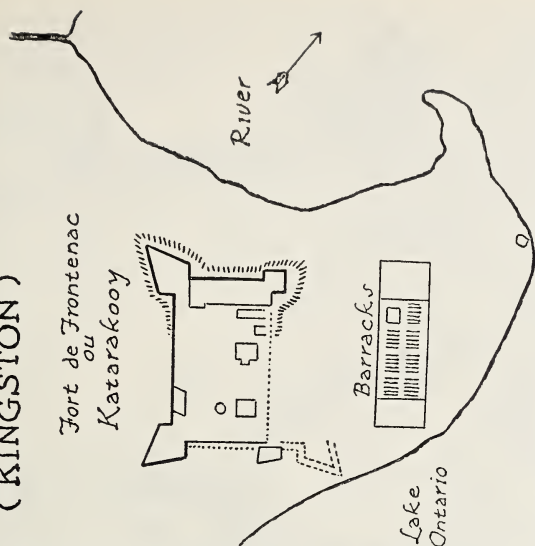 (KINGSTON)
Fort de Frontenac
ou
Katarakooy
River
Barracks
Lake
Ontario